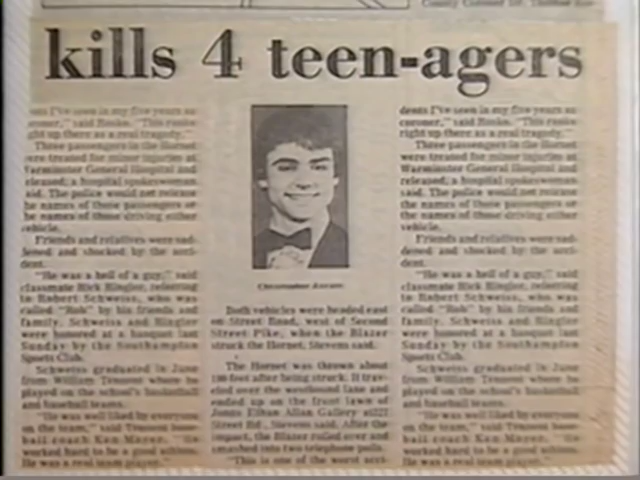 County Coroner Dr. Thomas
kills 4 teen-agers
I've seen in my five years as
coroner," said Rooke. "This ranks
right up there as a real tragedy."
Three passengers in the Hornet
were treated for minor injuries at
Warminster General Hospital and
released, a hospital spokeswoman
said. The police would not release
the names of those passengers or
the names of those driving either
vehicle.
Friends and relatives were sad-
dened and shocked by the acci-
dent.
"He was a hell of a guy," said
classmate Rick Ringler, referring
to Robert Schweiss, who was
called "Rob" by his friends and
family. Schweiss and Ringler
were honored at a banquet last
Sunday by the Southampton
Sports Club.
Schweiss graduated in June
from William Tennent where he
played on the school's basketball
and baseball teams.
"He was well liked by everyone
on the team," said Tennent base-
ball coach Ken Mayer. "He
worked hard to be a good athlete.
He was a real team player."
Christopher
Both vehicles were headed east
on Street Road, west of Second
Street Pike, when the Blazer
struck the Hornet, Stevens said.
The Hornet was thrown about
100 feet after being struck. It trav-
eled over the westbound lane and
ended up on the front lawn of
Jones Ethan Allan Gallery at
Street Rd., Stevens said. After the
impact, the Blazer rolled over and
smashed into two telephone poles.
"This is one of the worst acci-
dents I've seen in my five years as
coroner," said Rooke. "This ranks
right up there as a real tragedy."
Three passengers in the Hornet
were treated for minor injuries at
Warminster General Hospital and
released, a hospital spokeswoman
said. The police would not release
the names of those passengers or
the names of those driving either
vehicle.
Friends and relatives were sad-
dened and shocked by the acci-
dent.
"He was a hell of a guy," said
classmate Rick Ringler, referring
to Robert Schweiss, who was
called "Rob" by his friends and
family. Schweiss and Ringler
were honored at a banquet last
Sunday by the Southampton
Sports Club.
Schweiss graduated in June
from William Tennent where he
played on the school's basketball
and baseball teams.
"He was well liked by everyone
on the team," said Tennent base-
ball coach Ken Mayer. "He
worked hard to be a good athlete.
He was a real team player."